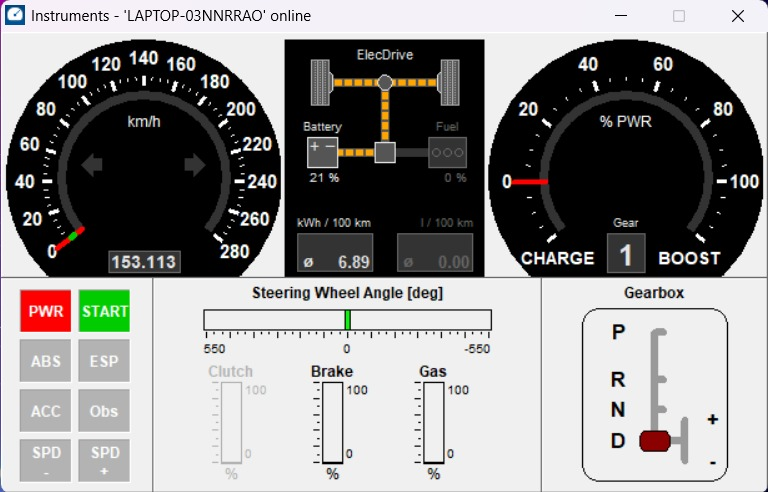 Instruments - 'LAPTOP-03NNRRAO' online
0
20
40
60
80
100
120
140
160
180
200
220
240
260
280
km/h
153.113
ElecDrive
Battery
Fuel
+ −
21 %
0 %
kWh / 100 km
l / 100 km
ø 6.89
ø 0.00
0
20
40
60
80
100
% PWR
Gear
CHARGE 1 BOOST
PWR START
ABS ESP
ACC Obs
SPD - SPD +
Steering Wheel Angle [deg]
550 0 -550
Clutch Brake Gas
100 100 100
0 0 0
% % %
Gearbox
P
R
N
D
+
-